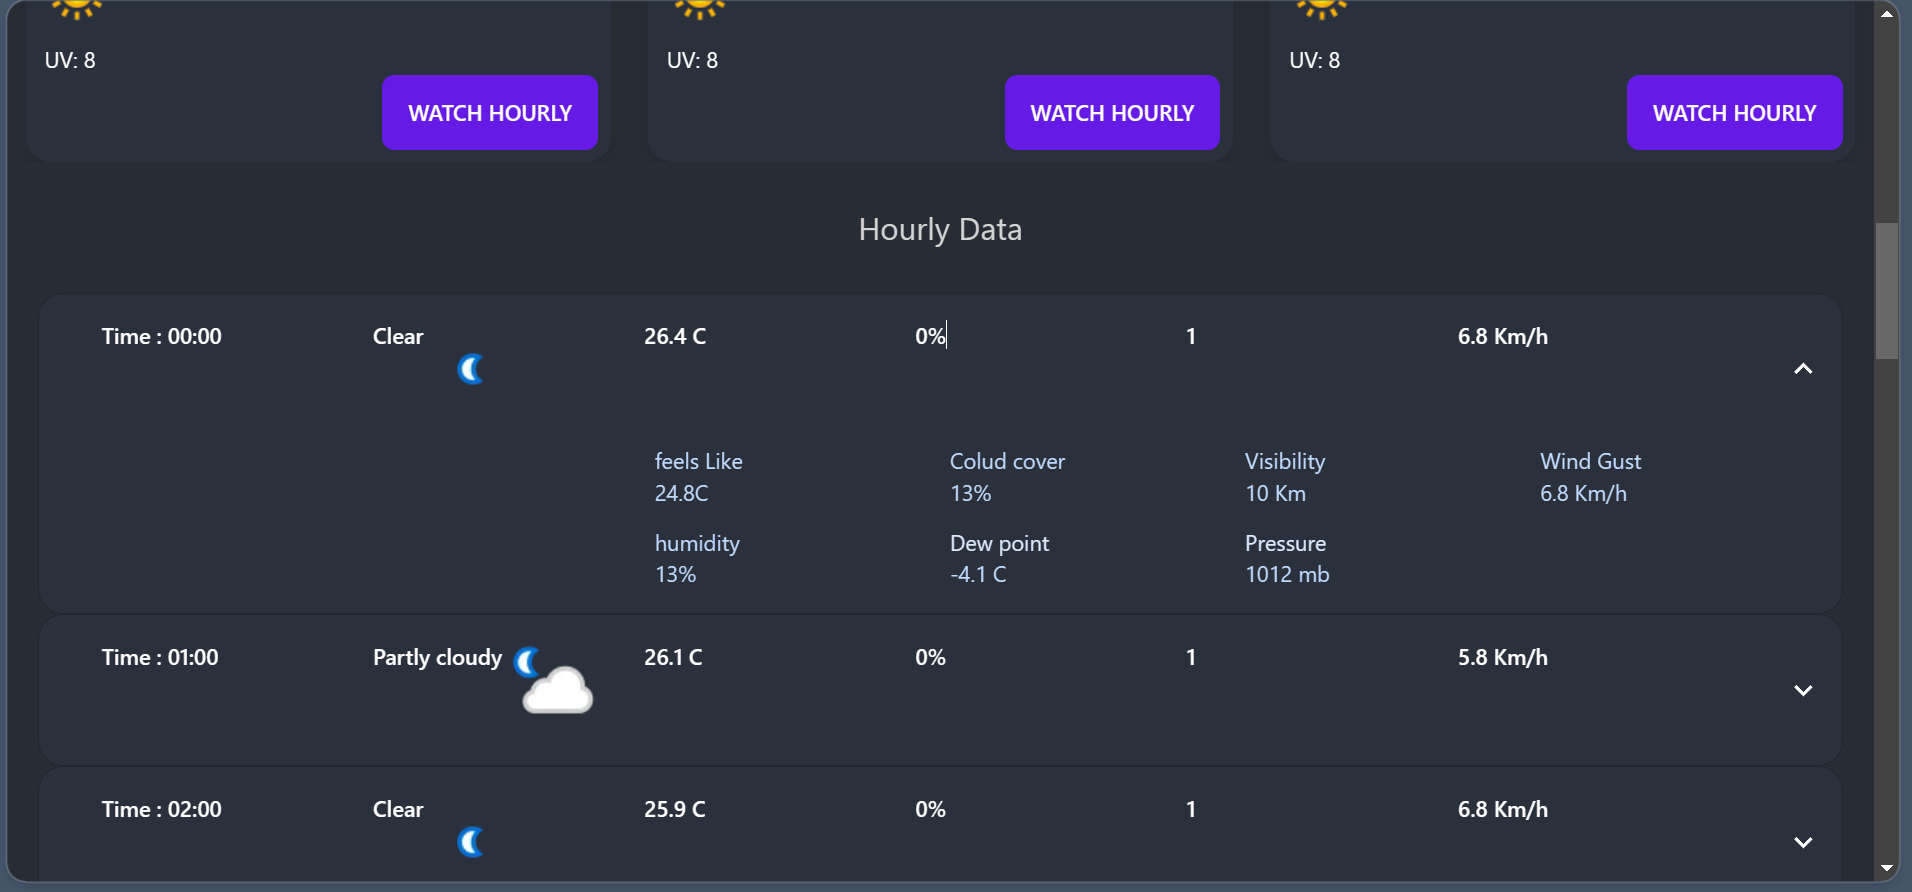 UV: 8 UV: 8 UV: 8
WATCH HOURLY WATCH HOURLY WATCH HOURLY
Hourly Data
Time : 00:00 Clear 26.4 C 0% 1 6.8 Km/h
feels Like Colud cover Visibility Wind Gust
24.8C 13% 10 Km 6.8 Km/h
humidity Dew point Pressure
13% -4.1 C 1012 mb
Time : 01:00 Partly cloudy 26.1 C 0% 1 5.8 Km/h
Time : 02:00 Clear 25.9 C 0% 1 6.8 Km/h